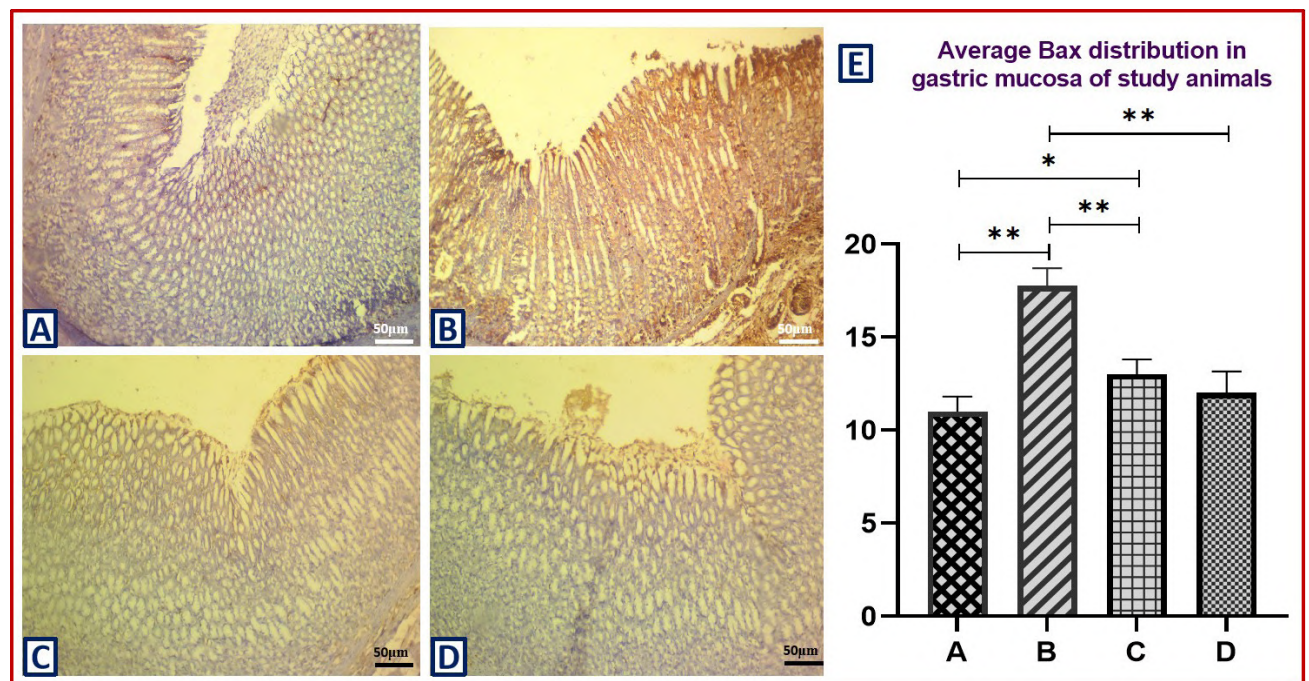 A
50µm
B
50µm
C
50µm
D
50µm
E
Average Bax distribution in
gastric mucosa of study animals
**
*
**
**
20
15
10
5
0
A B C D